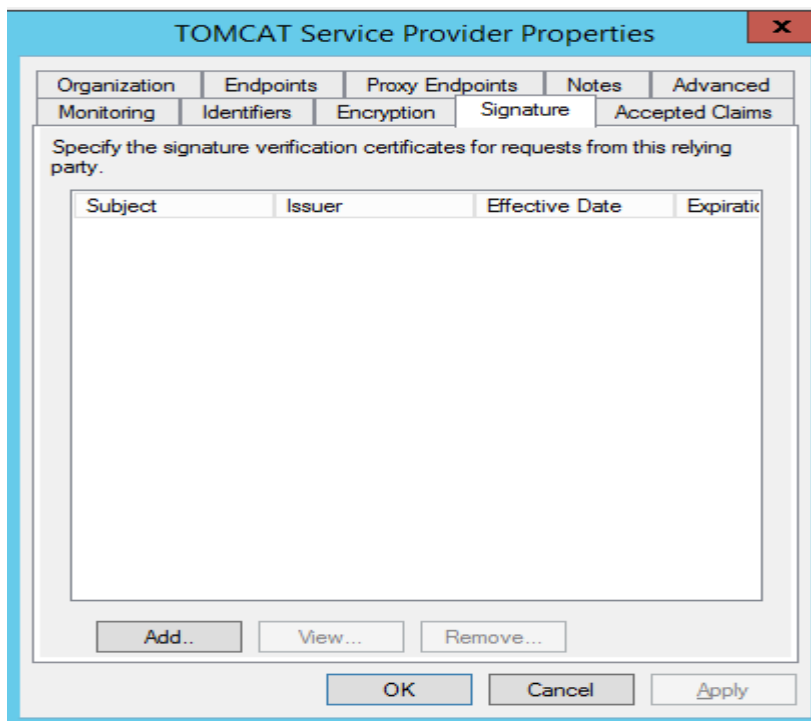 TOMCAT Service Provider Properties
x
Organization Endpoints Proxy Endpoints Notes Advanced
Monitoring Identifiers Encryption Signature Accepted Claims
Specify the signature verification certificates for requests from this relying
party.
Subject Issuer Effective Date Expiratio
Add.. View... Remove...
OK Cancel Apply